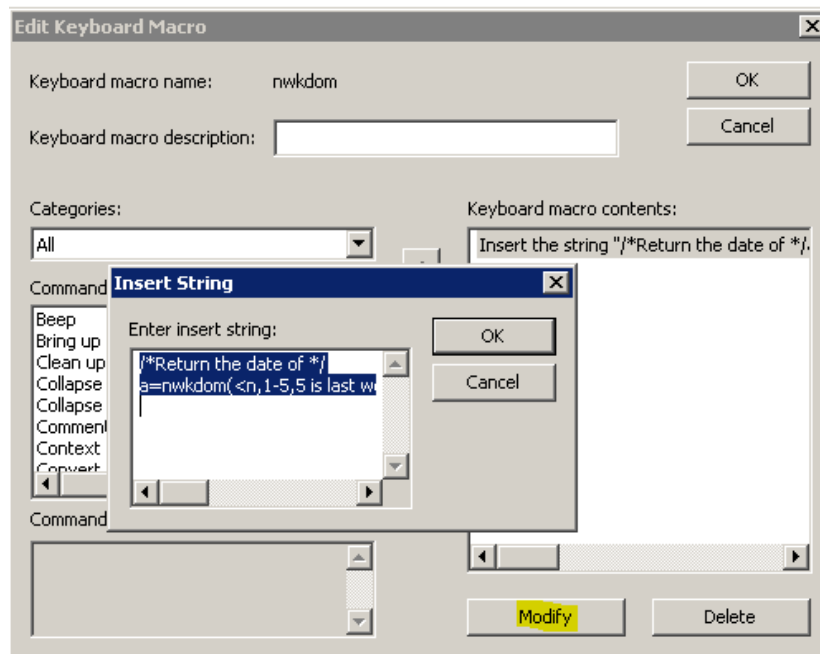 Edit Keyboard Macro
Keyboard macro name: nwkdom
OK
Keyboard macro description:
Cancel
Categories:
Keyboard macro contents:
All
Insert the string "/*Return the date of */
Command
Insert String
Beep
Bring up
Clean up
Collapse
Collapse
Commen
Context
Convert
Enter insert string:
/*Return the date of */
a=nwkdom(<n,1-5,5 is last we
OK
Cancel
Command
Modify
Delete